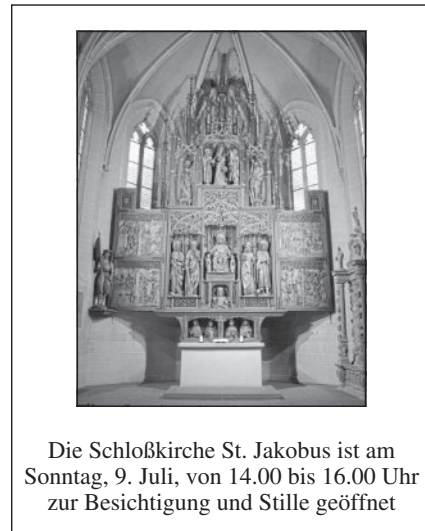 Die Schloßkirche St. Jakobus ist am
Sonntag, 9. Juli, von 14.00 bis 16.00 Uhr
zur Besichtigung und Stille geöffnet